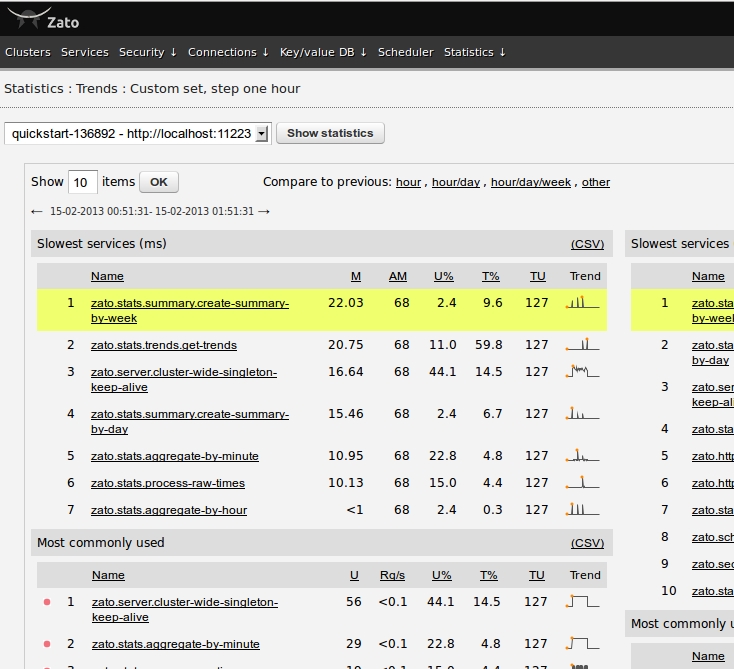 Zato
Clusters Services Security ↓ Connections ↓ Key/value DB ↓ Scheduler Statistics ↓
Statistics : Trends : Custom set, step one hour
quickstart-136892 - http://localhost:11223 Show statistics
Show 10 items OK Compare to previous: hour , hour/day , hour/day/week , other
← 15-02-2013 00:51:31- 15-02-2013 01:51:31 →
Slowest services (ms) (CSV)
Name M AM U% T% TU Trend
1 zato.stats.summary.create-summary- 22.03 68 2.4 9.6 127
by-week
2 zato.stats.trends.get-trends 20.75 68 11.0 59.8 127
3 zato.server.cluster-wide-singleton- 16.64 68 44.1 14.5 127
keep-alive
4 zato.stats.summary.create-summary- 15.46 68 2.4 6.7 127
by-day
5 zato.stats.aggregate-by-minute 10.95 68 22.8 4.8 127
6 zato.stats.process-raw-times 10.13 68 15.0 4.4 127
7 zato.stats.aggregate-by-hour <1 68 2.4 0.3 127
Most commonly used (CSV)
Name U Rq/s U% T% TU Trend
1 zato.server.cluster-wide-singleton- 56 <0.1 44.1 14.5 127
keep-alive
2 zato.stats.aggregate-by-minute 29 <0.1 22.8 4.8 127
Slowest services
Name
1 zato.sta
by-week
2 zato.sta
by-day
3 zato.ser
keep-ali
4 zato.sta
5 zato.http
6 zato.http
7 zato.sta
8 zato.sch
9 zato.sec
10 zato.sta
Most commonly u
Name